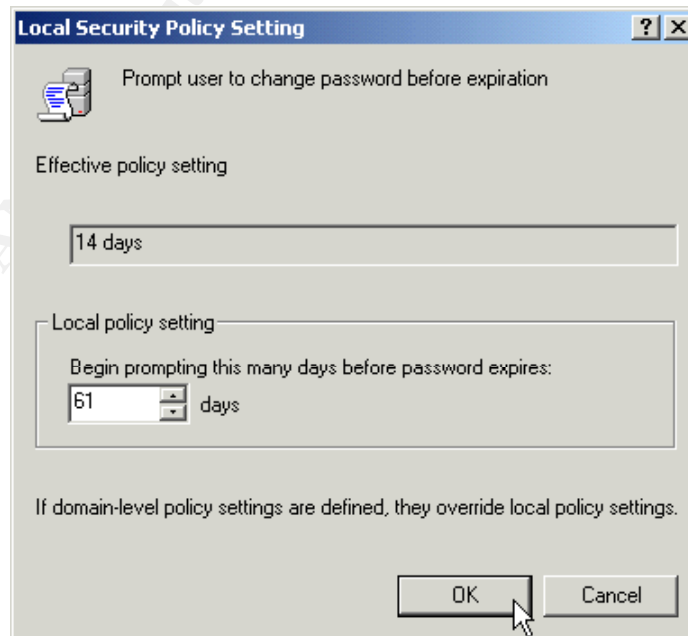 Local Security Policy Setting
Prompt user to change password before expiration
Effective policy setting
14 days
Local policy setting
Begin prompting this many days before password expires:
61 days
If domain-level policy settings are defined, they override local policy settings.
OK Cancel